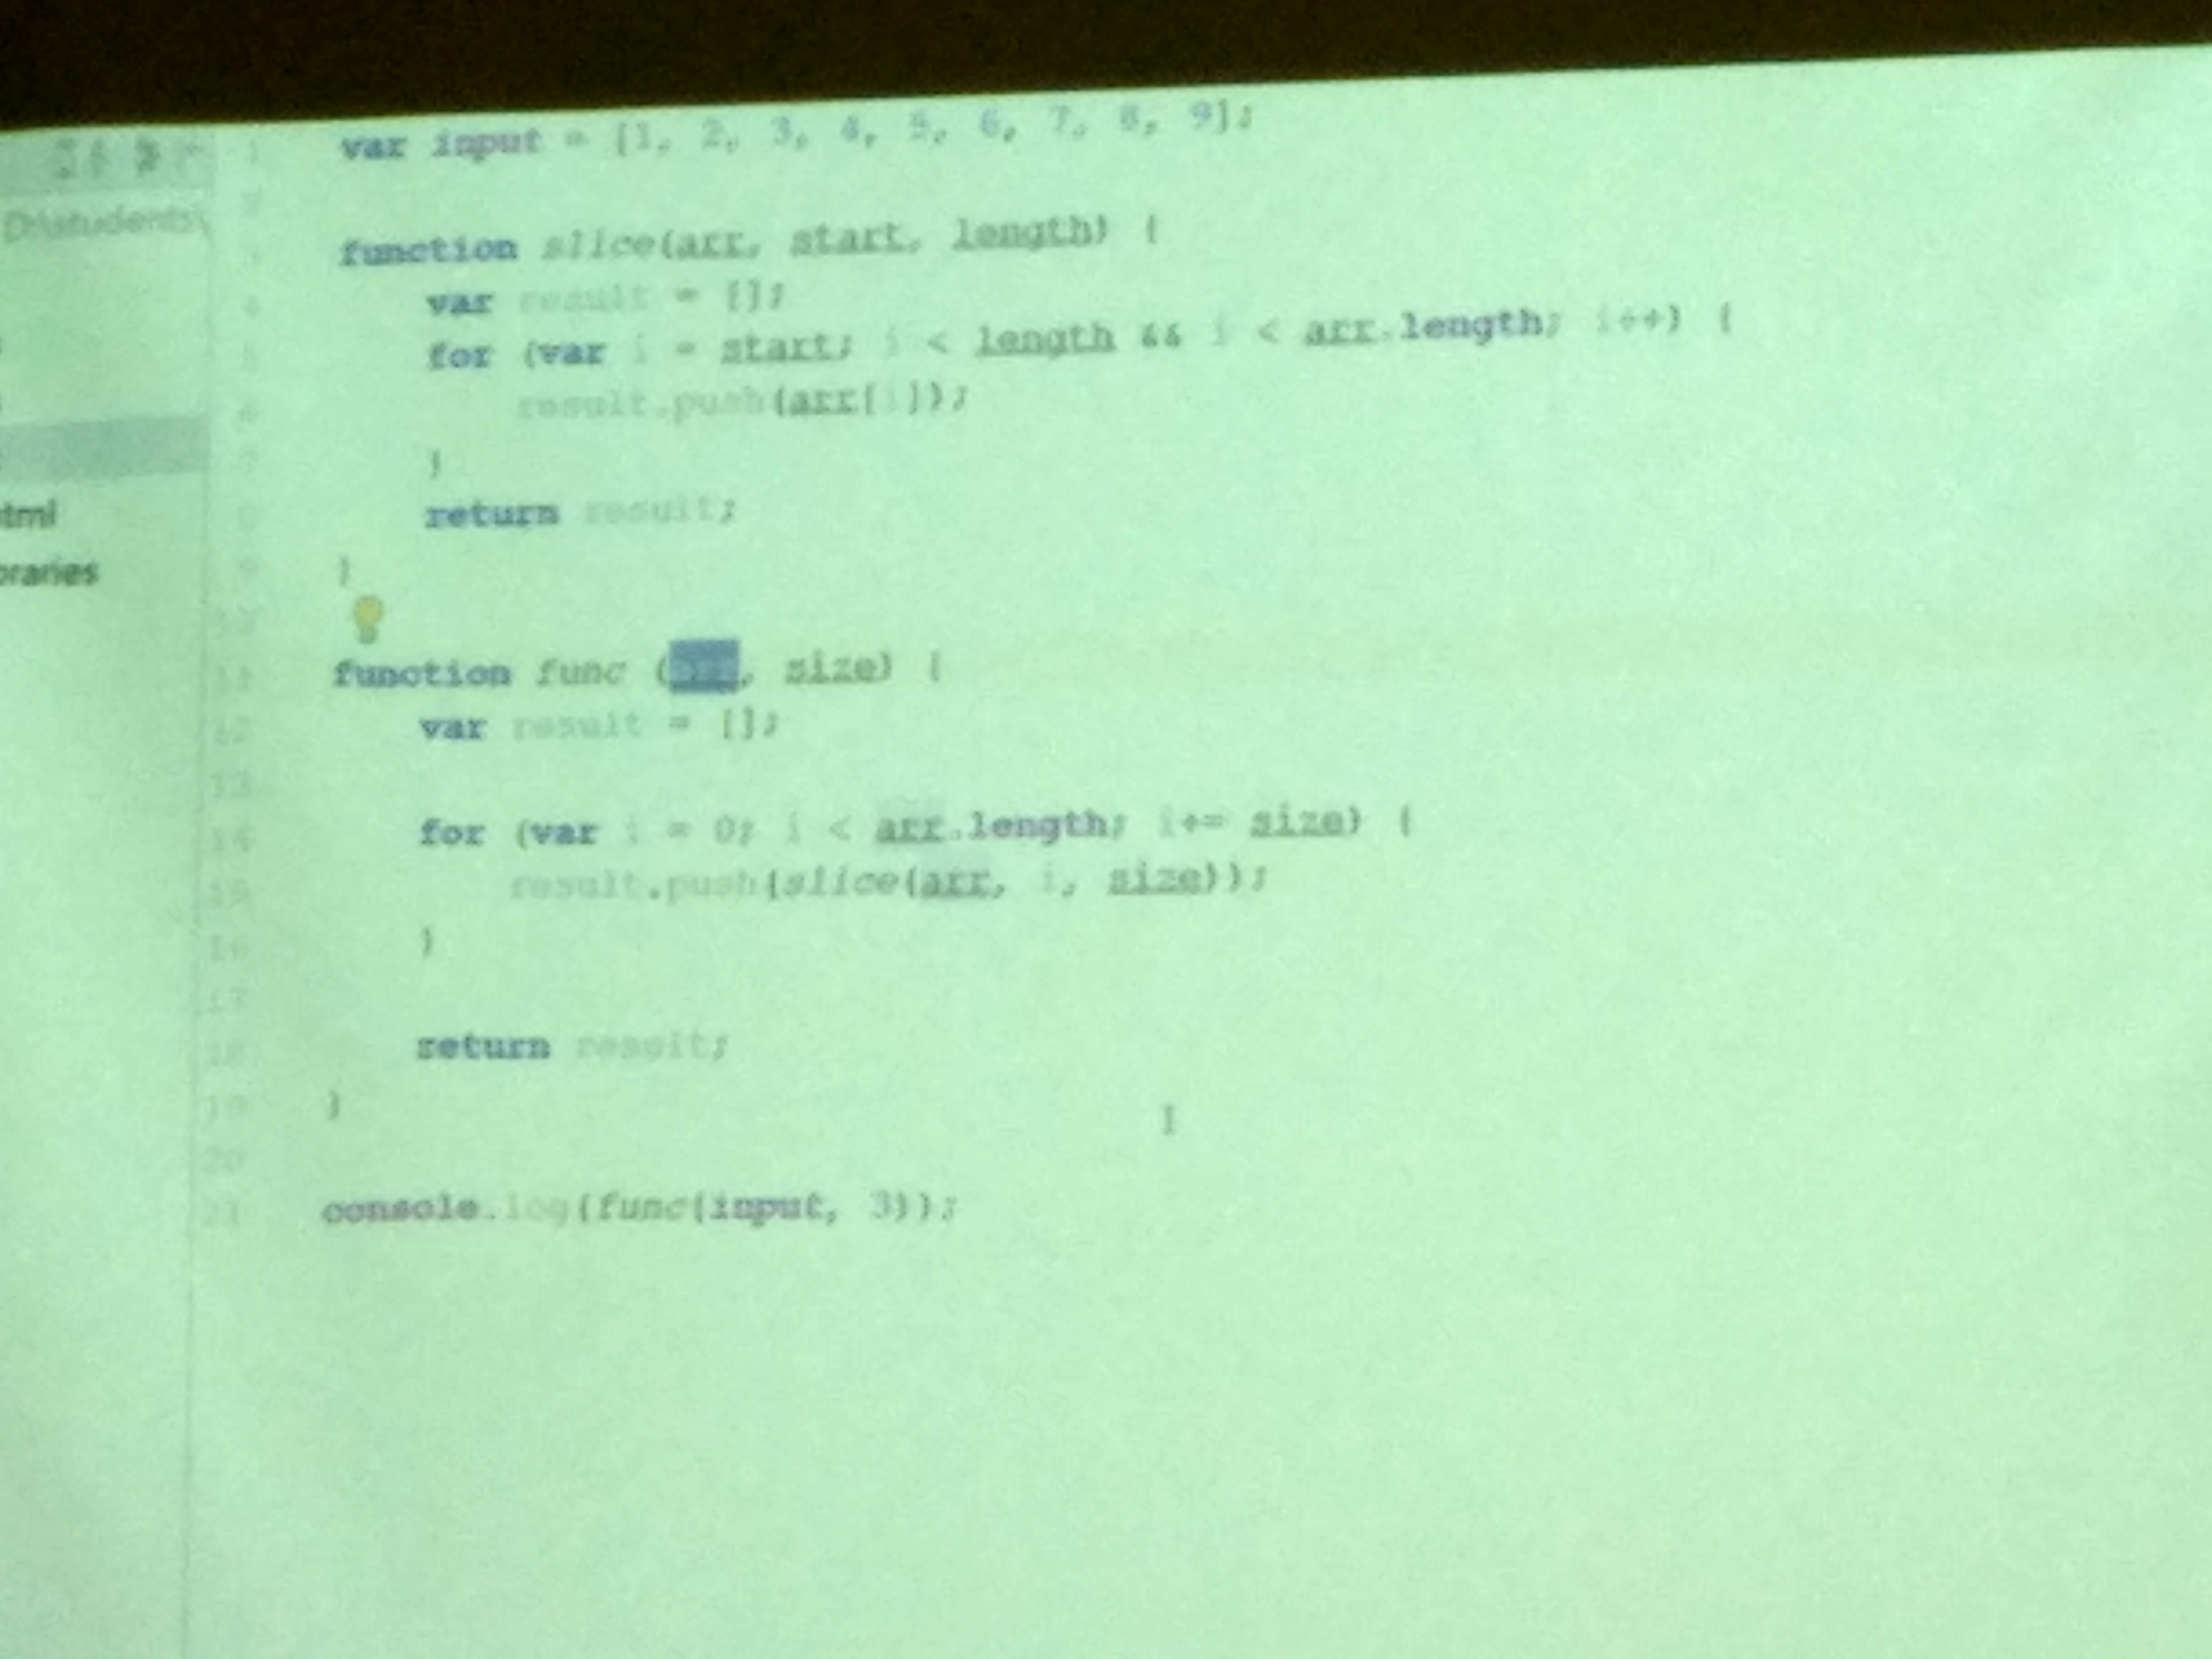 D:\students\
tml
praries
1 var input = [1, 2, 3, 4, 5, 6, 7, 8, 9];
2
3 function slice(arr, start, length) {
4 var result = [];
5 for (var i = start; i < length && i < arr.length; i++) {
6 result.push(arr[i]);
7 }
8 return result;
9 }
10
11 function func (arr, size) {
12 var result = [];
13
14 for (var i = 0; i < arr.length; i+= size) {
15 result.push(slice(arr, i, size));
16 }
17
18 return result;
19 }
20
21 console.log(func(input, 3));